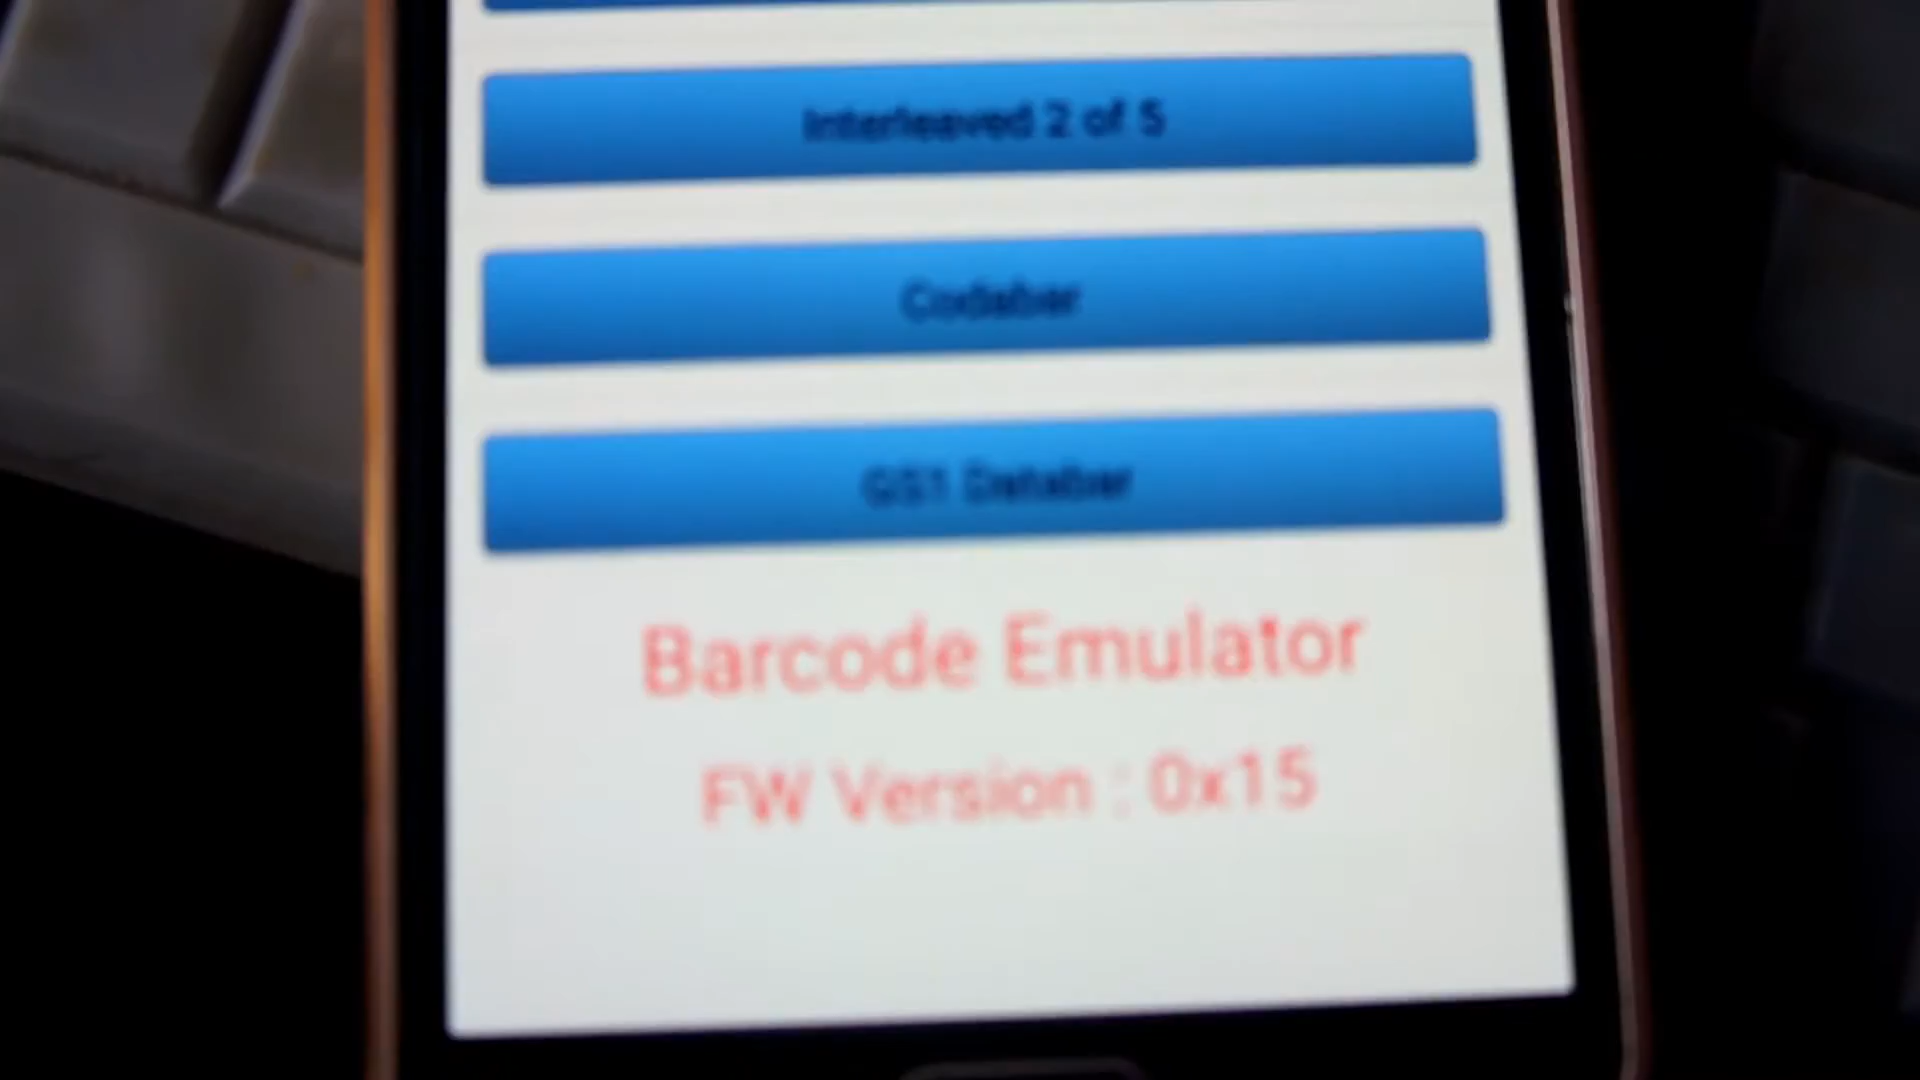 Interleaved 2 of 5
Codabar
GS1 Databar
Barcode Emulator
FW Version : 0x15